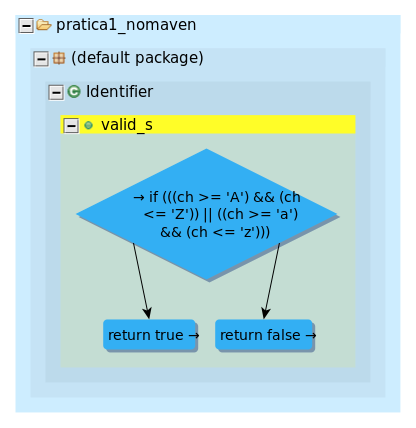 pratica1_nomaven
(default package)
Identifier
valid_s
→ if (((ch >= 'A') && (ch
<= 'Z')) || ((ch >= 'a')
&& (ch <= 'z')))
return true →
return false →